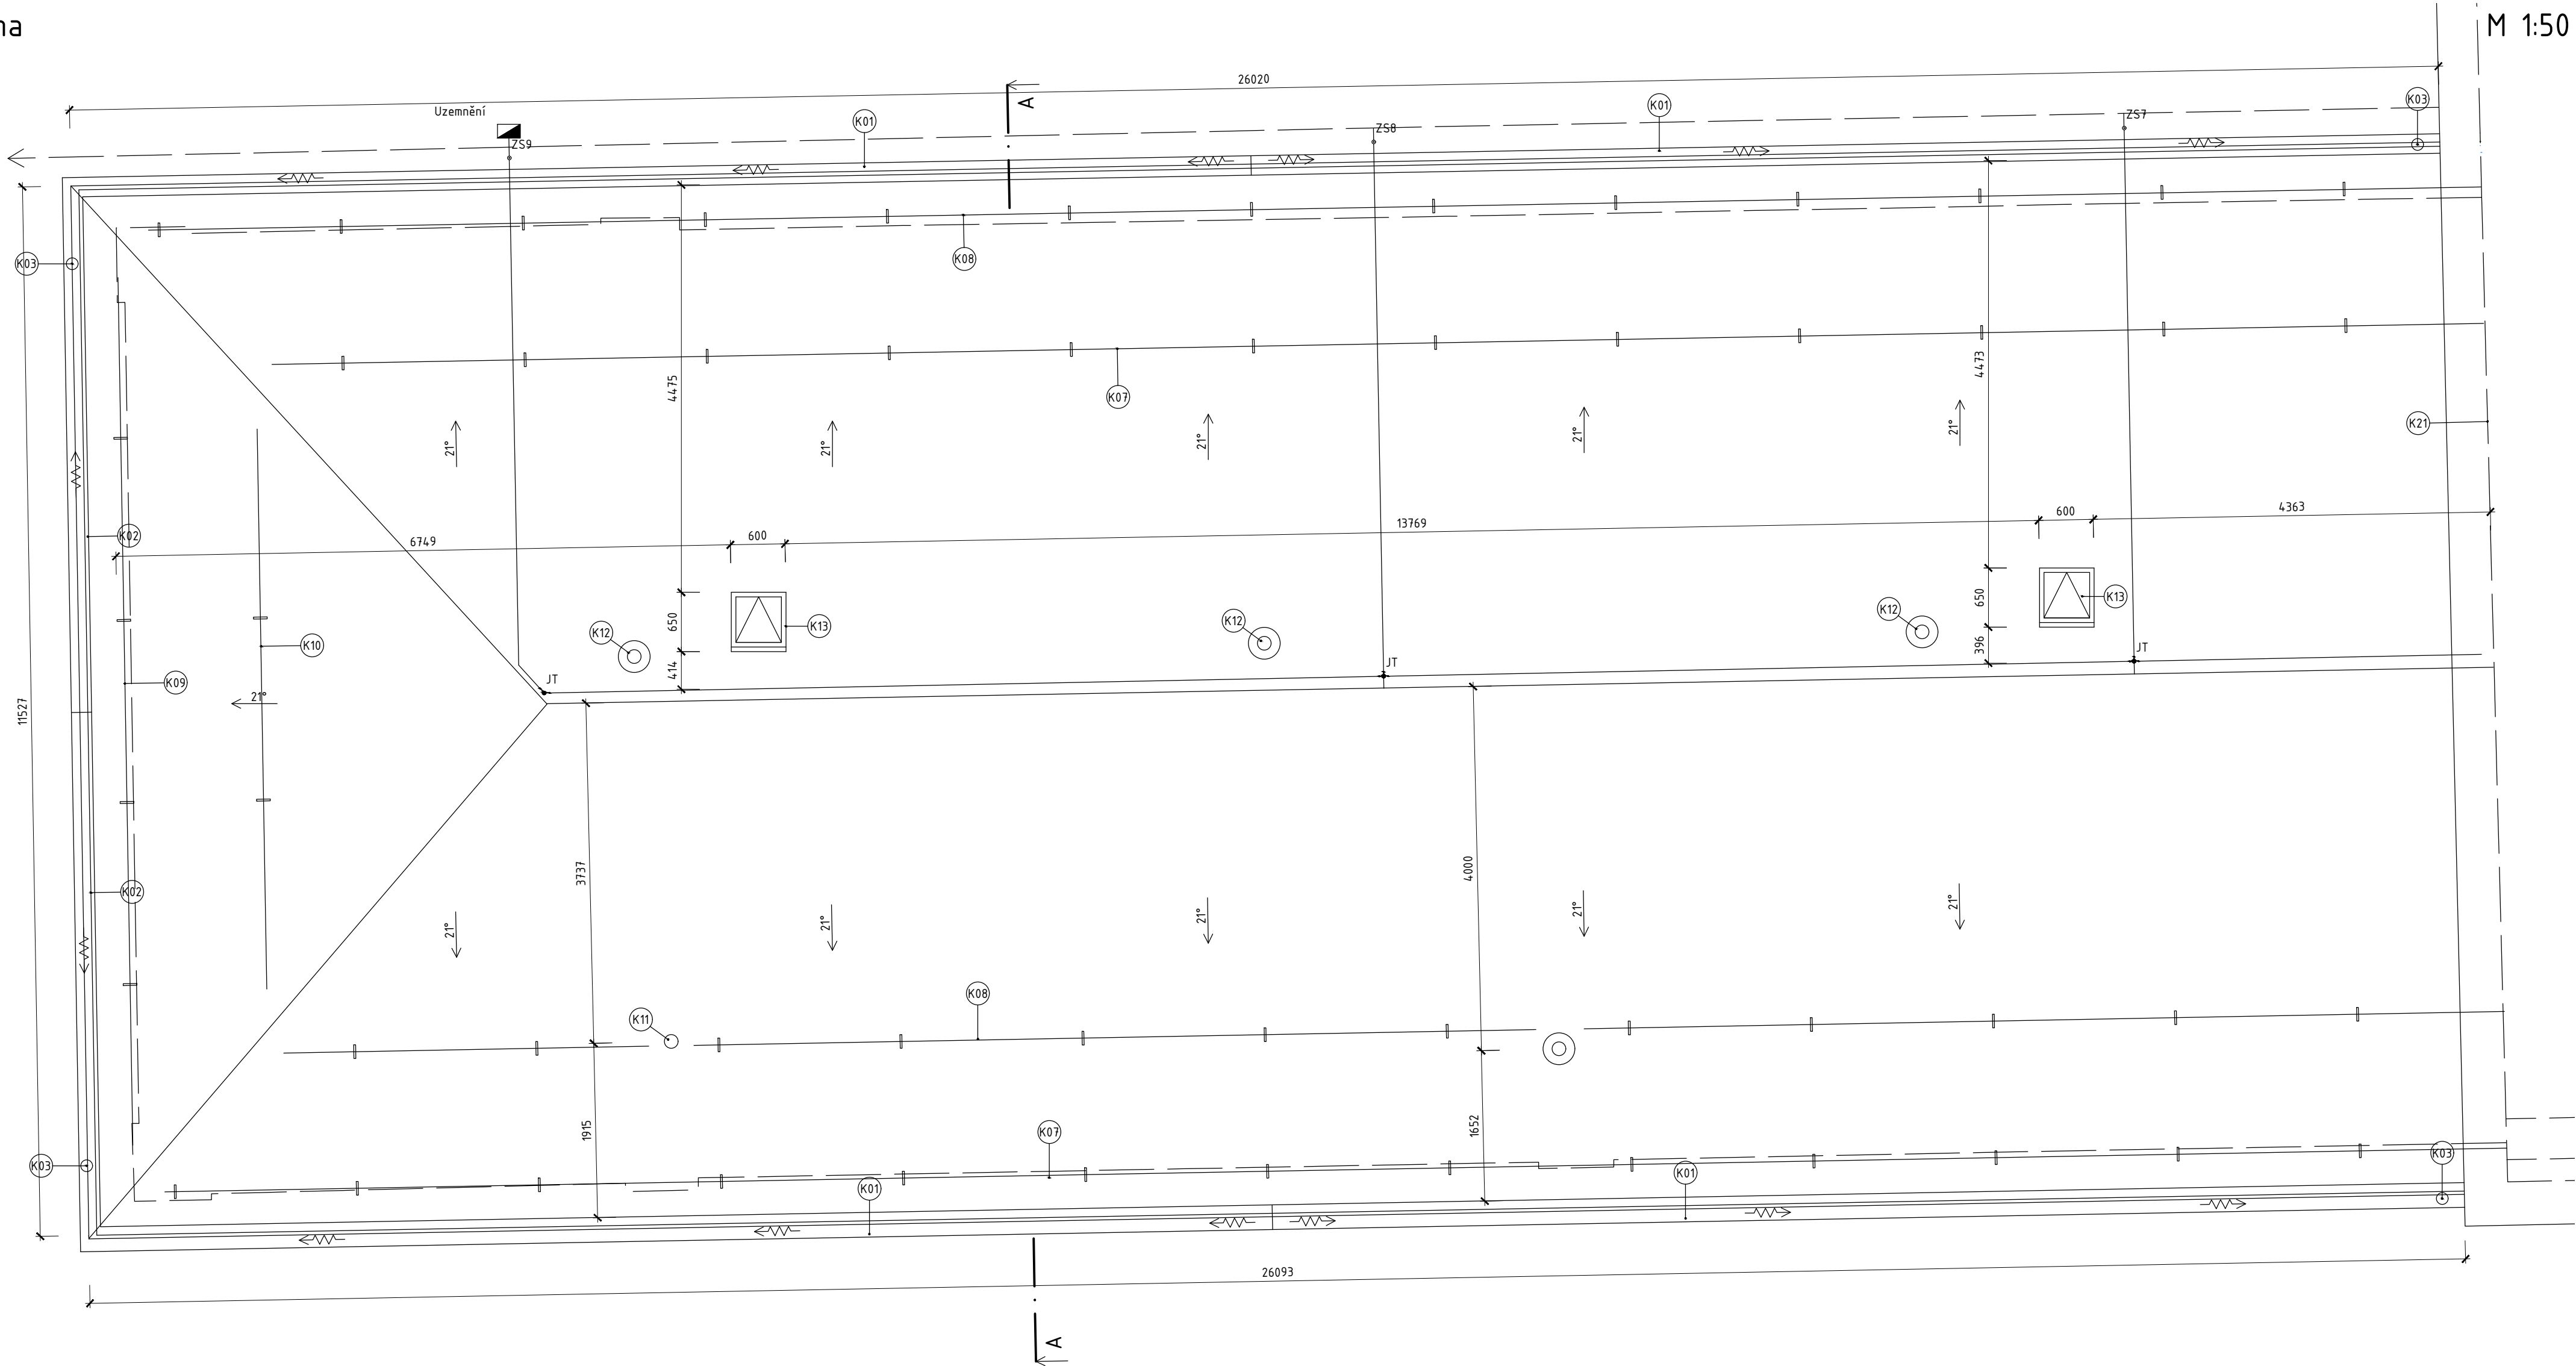 na
M 1:50
26020
A
Uzemnění
K01
K01
K03
ZS9
ZS8
ZS7
K03
K08
4475
4473
K07
21°
21°
21°
21°
21°
K21
K02
6749
600
13769
600
4363
K12
650
K13
K12
K12
650
K13
K10
414
396
K09
JT
JT
JT
21°
11527
3737
4000
K02
21°
21°
21°
21°
21°
K11
K08
1915
K07
1652
K03
K01
K01
K03
26093
A